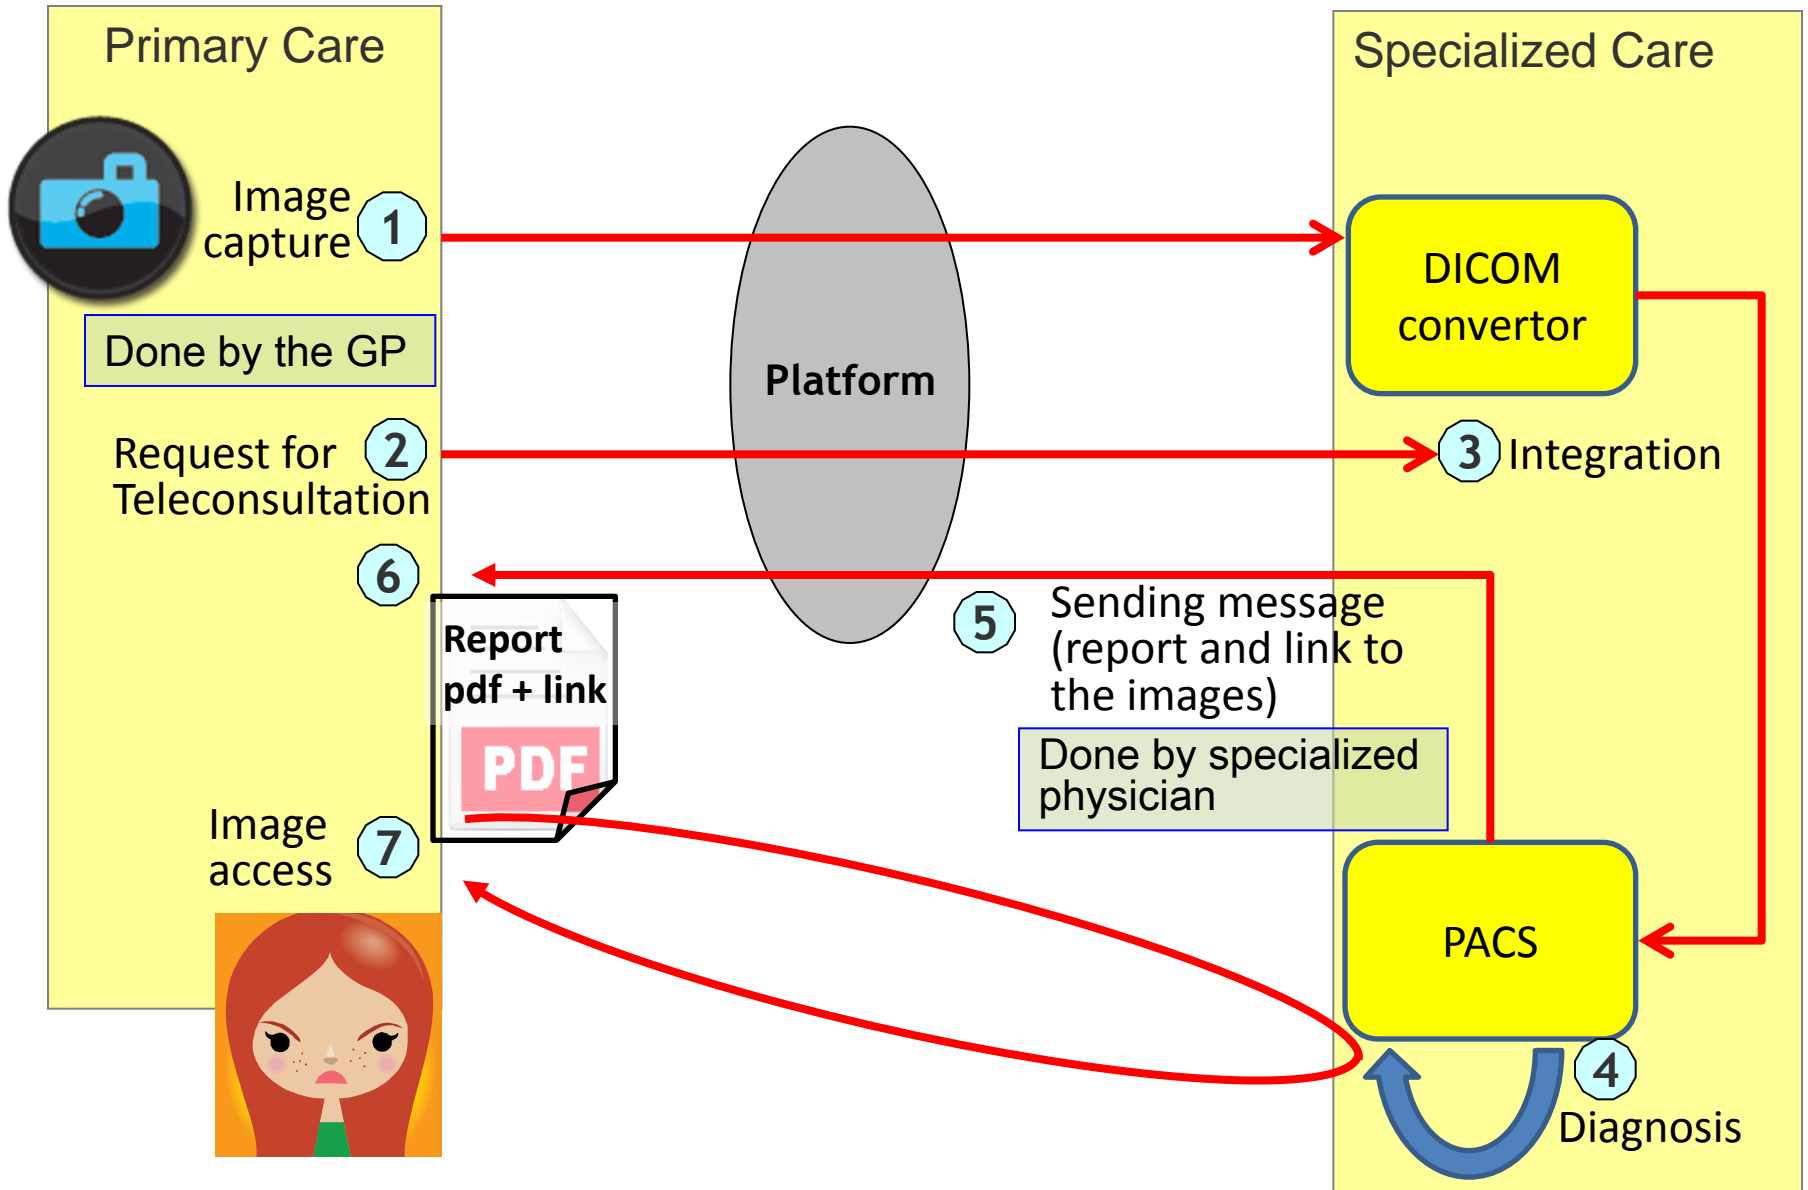 Primary Care
Specialized Care
Image
capture
1
DICOM
convertor
Done by the GP
Platform
Request for
Teleconsultation
2
3
Integration
6
5
Sending message
(report and link to
the images)
Report
pdf + link
PDF
Done by specialized
physician
Image
access
7
PACS
4
Diagnosis